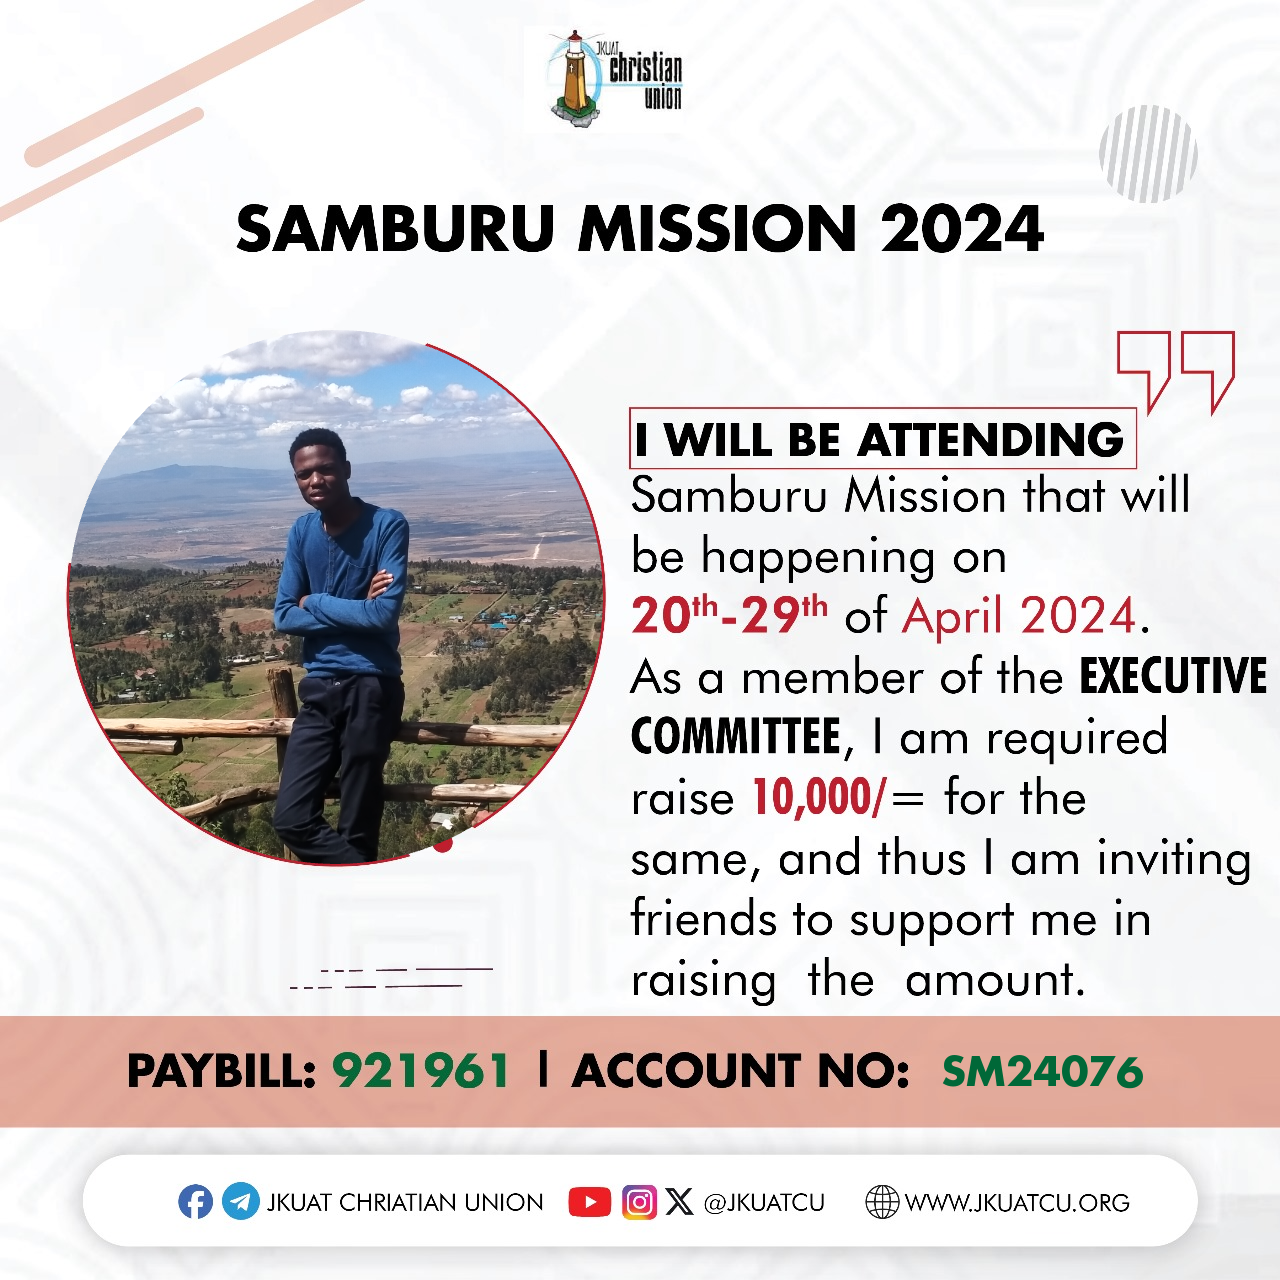 JKUAT
christian
union
SAMBURU MISSION 2024
I WILL BE ATTENDING
Samburu Mission that will
be happening on
20th-29th of April 2024.
As a member of the EXECUTIVE
COMMITTEE, I am required
raise 10,000/= for the
same, and thus I am inviting
friends to support me in
raising the amount.
PAYBILL: 921961 | ACCOUNT NO: SM24076
JKUAT CHRIATIAN UNION @JKUATCU WWW.JKUATCU.ORG